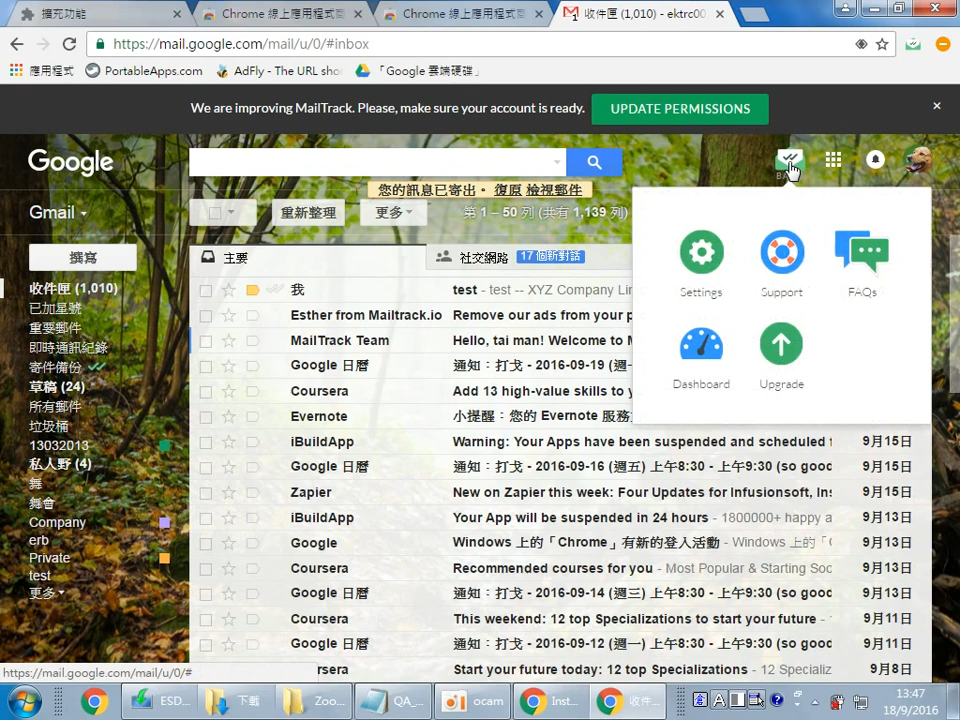 擴充功能
Chrome 線上應用程式商
Chrome 線上應用程式商
收件匣 (1,010) - ektrc00
https://mail.google.com/mail/u/0/#inbox
應用程式
PortableApps.com
AdFly - The URL sho
「Google 雲端硬碟」
We are improving MailTrack. Please, make sure your account is ready.
UPDATE PERMISSIONS
Google
您的訊息已寄出。 復原 檢視郵件
Gmail
重新整理
更多
第 1 – 50 列 (共有 1,139 列)
撰寫
主要
社交網路
17 個新對話
收件匣 (1,010)
已加星號
重要郵件
即時通訊紀錄
寄件備份
草稿 (24)
所有郵件
垃圾桶
13032013
私人野 (4)
舞
舞會
Company
erb
Private
test
更多
我 test - test -- XYZ Company Lir
Esther from Mailtrack.io Remove our ads from your p
MailTrack Team Hello, tai man! Welcome to M
Google 日曆 通知：打戈 - 2016-09-19 (週一
Coursera Add 13 high-value skills to y
Evernote 小提醒：您的 Evernote 服務
iBuildApp Warning: Your Apps have been suspended and scheduled f 9月15日
Google 日曆 通知：打戈 - 2016-09-16 (週五) 上午8:30 - 上午9:30 (so good 9月15日
Zapier New on Zapier this week: Four Updates for Infusionsoft, Ins 9月15日
iBuildApp Your App will be suspended in 24 hours - 1800000+ happy a 9月13日
Google Windows 上的「Chrome」有新的登入活動 - Windows 上的「C 9月13日
Coursera Recommended courses for you - Most Popular & Starting Soo 9月13日
Google 日曆 通知：打戈 - 2016-09-14 (週三) 上午8:30 - 上午9:30 (so good 9月13日
Coursera This weekend: 12 top Specializations to start your future - 9月11日
Google 日曆 通知：打戈 - 2016-09-12 (週一) 上午8:30 - 上午9:30 (so good 9月11日
rsera Start your future today: 12 top Specializations - 12 Specializ 9月8日
Settings
Support
FAQs
Dashboard
Upgrade
https://mail.google.com/mail/u/0/#
ESD...
下載
Zoo...
QA_...
ocam
Inst...
收件...
倉
A
13:47
18/9/2016